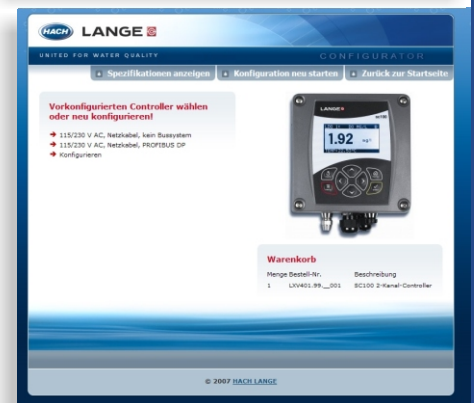 HACH LANGE
UNITED FOR WATER QUALITY
CONFIGURATOR
Spezifikationen anzeigen
Konfiguration neu starten
Zurück zur Startseite
Vorkonfigurierten Controller wählen
oder neu konfigurieren!
115/230 V AC, Netzkabel, kein Bussystem
115/230 V AC, Netzkabel, PROFIBUS DP
Konfigurieren
LANGE
sc100
1.92
Warenkorb
Menge Bestell-Nr. Beschreibung
1 LXV401.99.__001 SC100 2-Kanal-Controller
© 2007 HACH LANGE